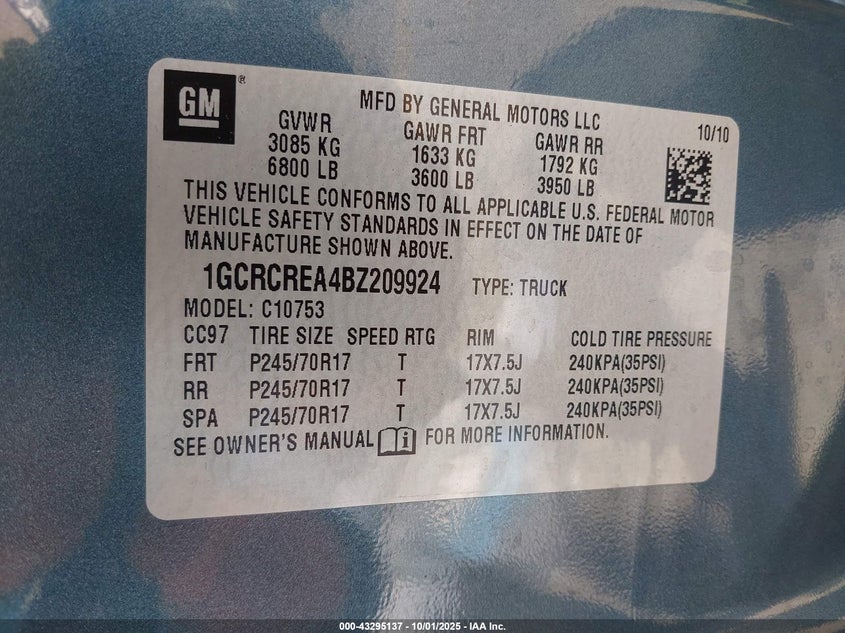 GM ®
MFD BY GENERAL MOTORS LLC
10/10
GVWR GAWR FRT GAWR RR
3085 KG 1633 KG 1792 KG
6800 LB 3600 LB 3950 LB
THIS VEHICLE CONFORMS TO ALL APPLICABLE U.S. FEDERAL MOTOR
VEHICLE SAFETY STANDARDS IN EFFECT ON THE DATE OF
MANUFACTURE SHOWN ABOVE.
1GCRCREA4BZ209924 TYPE: TRUCK
MODEL: C10753
CC97 TIRE SIZE SPEED RTG RIM COLD TIRE PRESSURE
FRT P245/70R17 T 17X7.5J 240KPA(35PSI)
RR P245/70R17 T 17X7.5J 240KPA(35PSI)
SPA P245/70R17 T 17X7.5J 240KPA(35PSI)
SEE OWNER'S MANUAL i FOR MORE INFORMATION.
000-43295137 - 10/01/2025 - IAA Inc.